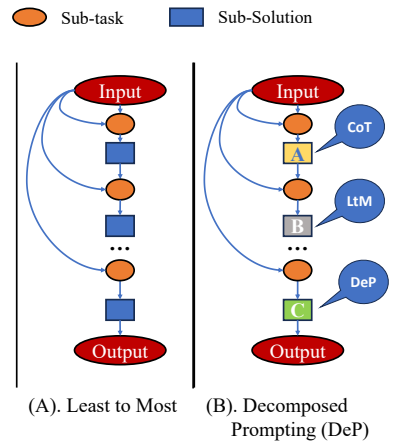 Sub-task
Sub-Solution
Input
...
Output
(A). Least to Most
Input
CoT
A
LtM
B
...
DeP
C
Output
(B). Decomposed
Prompting (DeP)